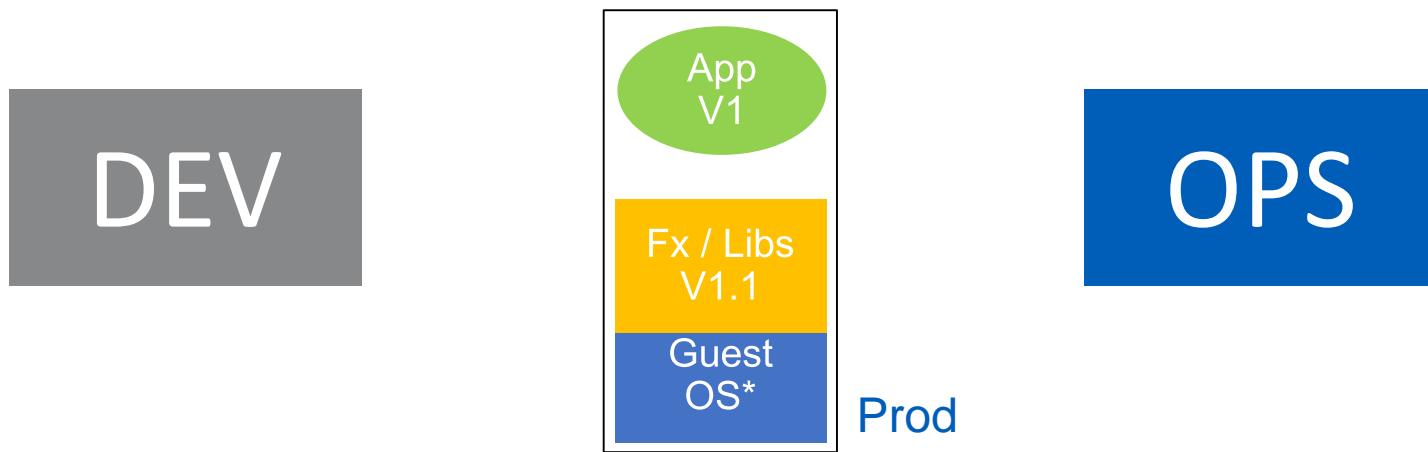 DEV
App
V1
Fx / Libs
V1.1
Guest
OS*
Prod
OPS